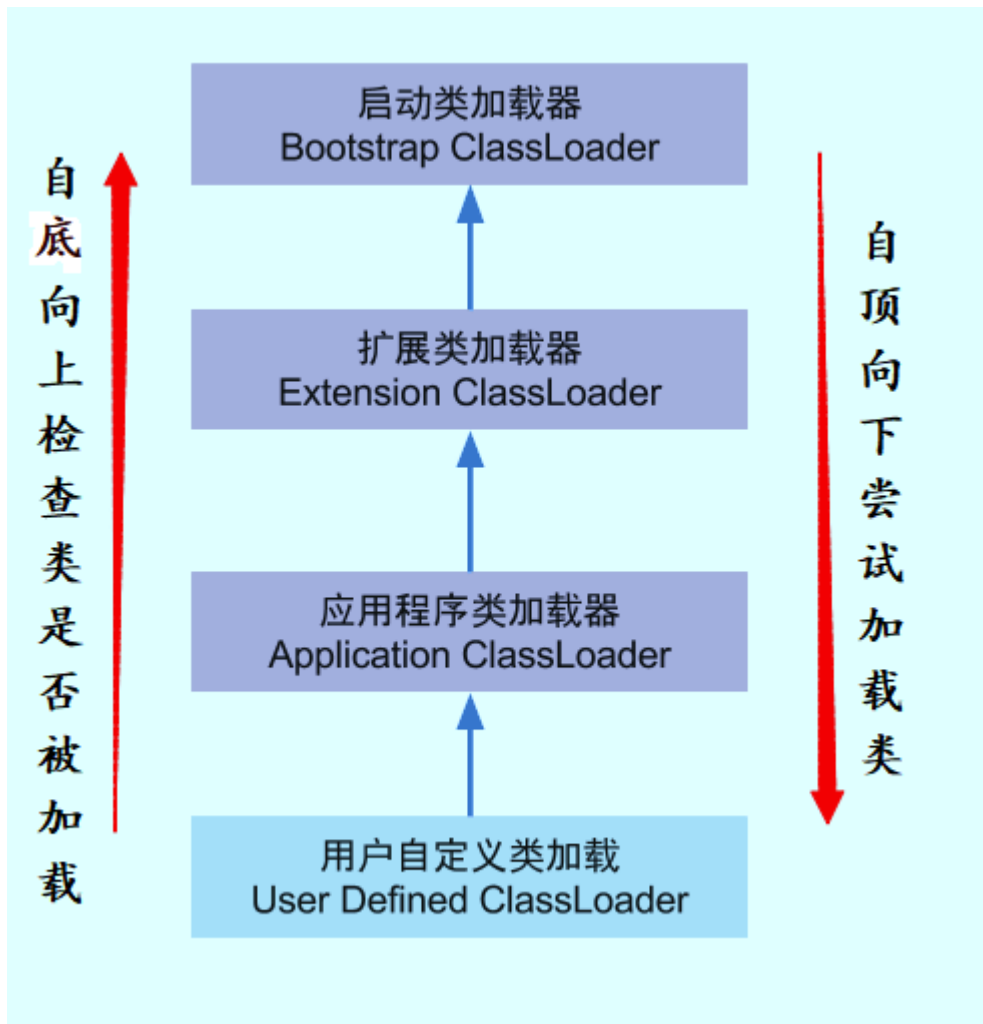 启动类加载器
Bootstrap ClassLoader
扩展类加载器
Extension ClassLoader
应用程序类加载器
Application ClassLoader
用户自定义类加载
User Defined ClassLoader
自底向上检查类是否被加载
自顶向下尝试加载类